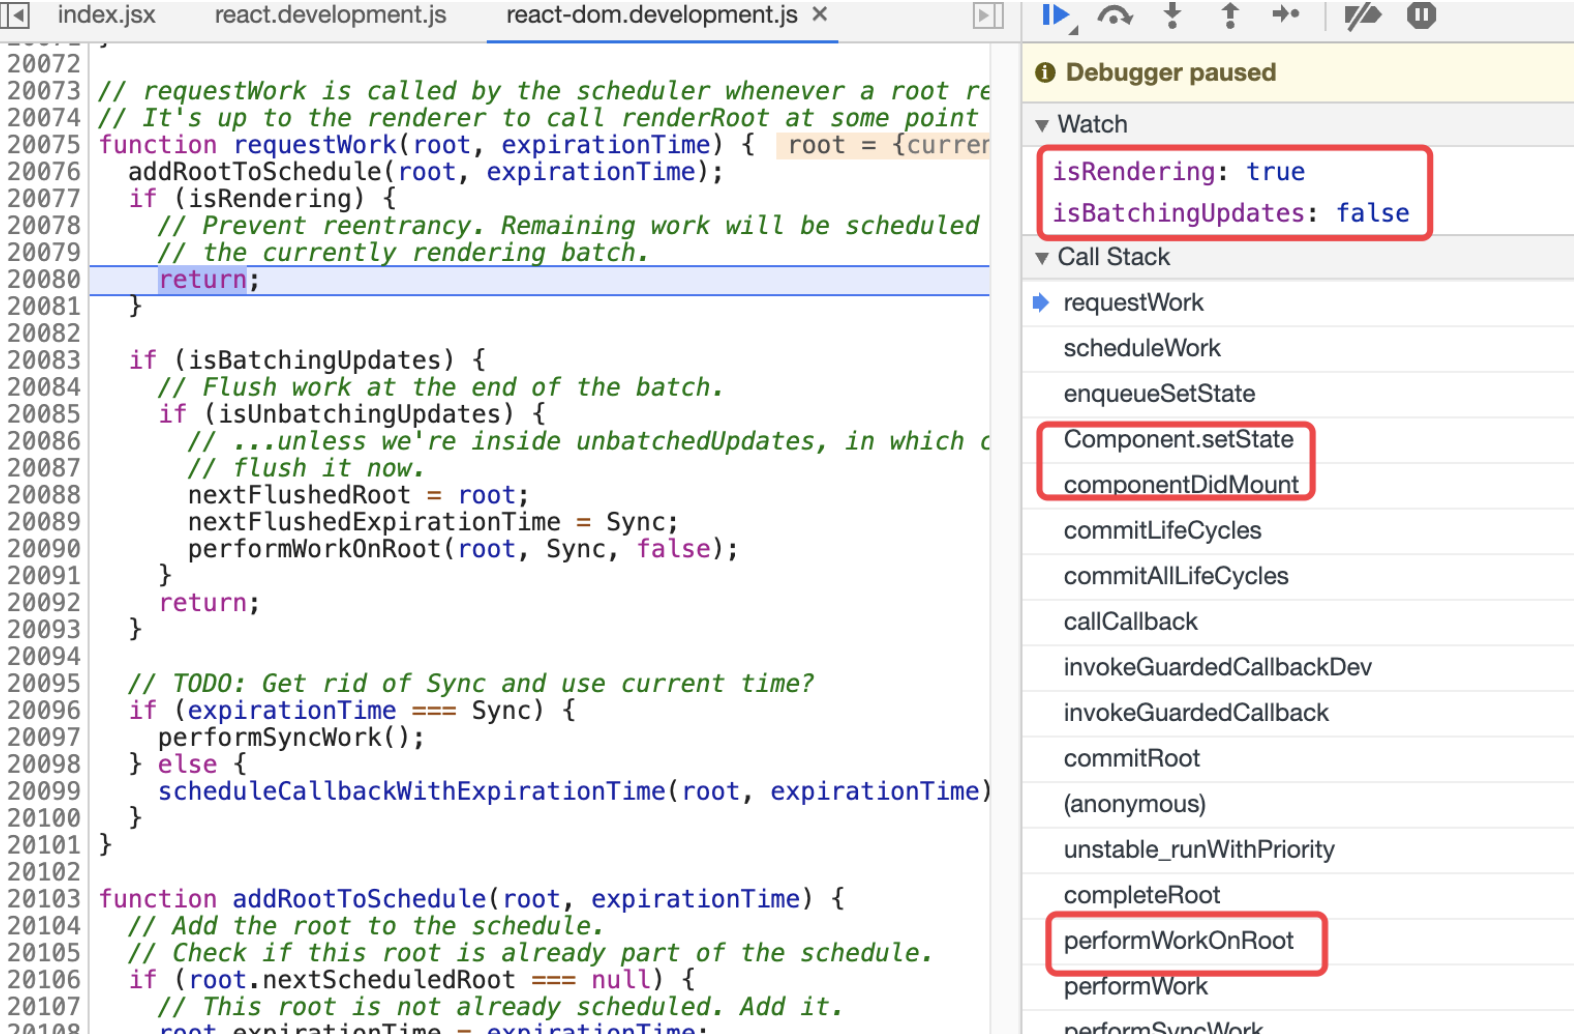 index.jsx react.development.js react-dom.development.js ×
20072
20073 // requestWork is called by the scheduler whenever a root re
20074 // It's up to the renderer to call renderRoot at some point
20075 function requestWork(root, expirationTime) { root = {curren
20076 addRootToSchedule(root, expirationTime);
20077 if (isRendering) {
20078 // Prevent reentrancy. Remaining work will be scheduled
20079 // the currently rendering batch.
20080 return;
20081 }
20082
20083 if (isBatchingUpdates) {
20084 // Flush work at the end of the batch.
20085 if (isUnbatchingUpdates) {
20086 // ...unless we're inside unbatchedUpdates, in which c
20087 // flush it now.
20088 nextFlushedRoot = root;
20089 nextFlushedExpirationTime = Sync;
20090 performWorkOnRoot(root, Sync, false);
20091 }
20092 return;
20093 }
20094
20095 // TODO: Get rid of Sync and use current time?
20096 if (expirationTime === Sync) {
20097 performSyncWork();
20098 } else {
20099 scheduleCallbackWithExpirationTime(root, expirationTime)
20100 }
20101 }
20102
20103 function addRootToSchedule(root, expirationTime) {
20104 // Add the root to the schedule.
20105 // Check if this root is already part of the schedule.
20106 if (root.nextScheduledRoot === null) {
20107 // This root is not already scheduled. Add it.
20108 root.expirationTime = expirationTime;
Debugger paused
Watch
isRendering: true
isBatchingUpdates: false
Call Stack
requestWork
scheduleWork
enqueueSetState
Component.setState
componentDidMount
commitLifeCycles
commitAllLifeCycles
callCallback
invokeGuardedCallbackDev
invokeGuardedCallback
commitRoot
(anonymous)
unstable_runWithPriority
completeRoot
performWorkOnRoot
performWork
performSyncWork